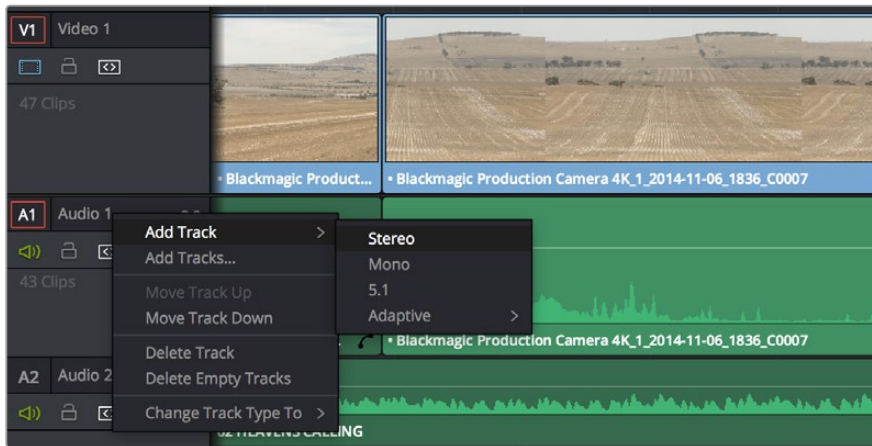 V1 Video 1
47 Clips
• Blackmagic Product...
• Blackmagic Production Camera 4K_1_2014-11-06_1836_C0007
A1 Audio 1
43 Clips
Add Track >
Add Tracks...
Move Track Up
Move Track Down
Delete Track
Delete Empty Tracks
Change Track Type To >
Stereo
Mono
5.1
Adaptive >
• Blackmagic Production Camera 4K_1_2014-11-06_1836_C0007
A2 Audio 2
HEAVENS CALLING